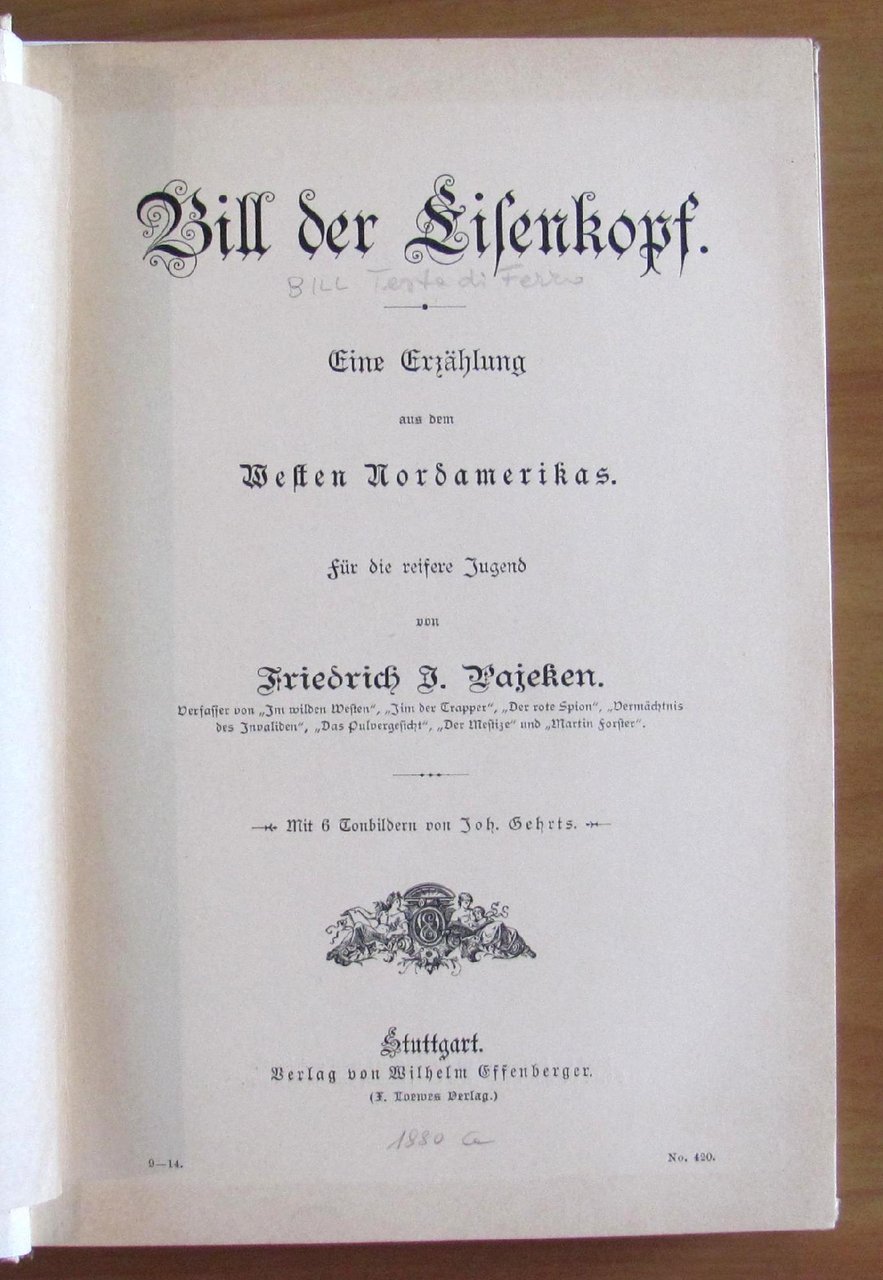 Bill der Eiſenkopf.
BILL Testa di Ferro
Eine Erzählung
aus dem
Weſten Nordamerikas.
Für die reifere Jugend
von
Friedrich J. Pajeken.
Verfaſſer von „Im wilden Weſten“, „Jim der Trapper“, „Der rote Spion“, „Vermächtnis
des Invaliden“, „Das Pulvergeſicht“, „Der Meſtize“ und „Martin Forſter“.
Mit 6 Tonbildern von Joh. Gehrts.
Stuttgart.
Verlag von Wilhelm Effenberger.
(F. Loewes Verlag.)
1880 Ca
9—14.
No. 420.